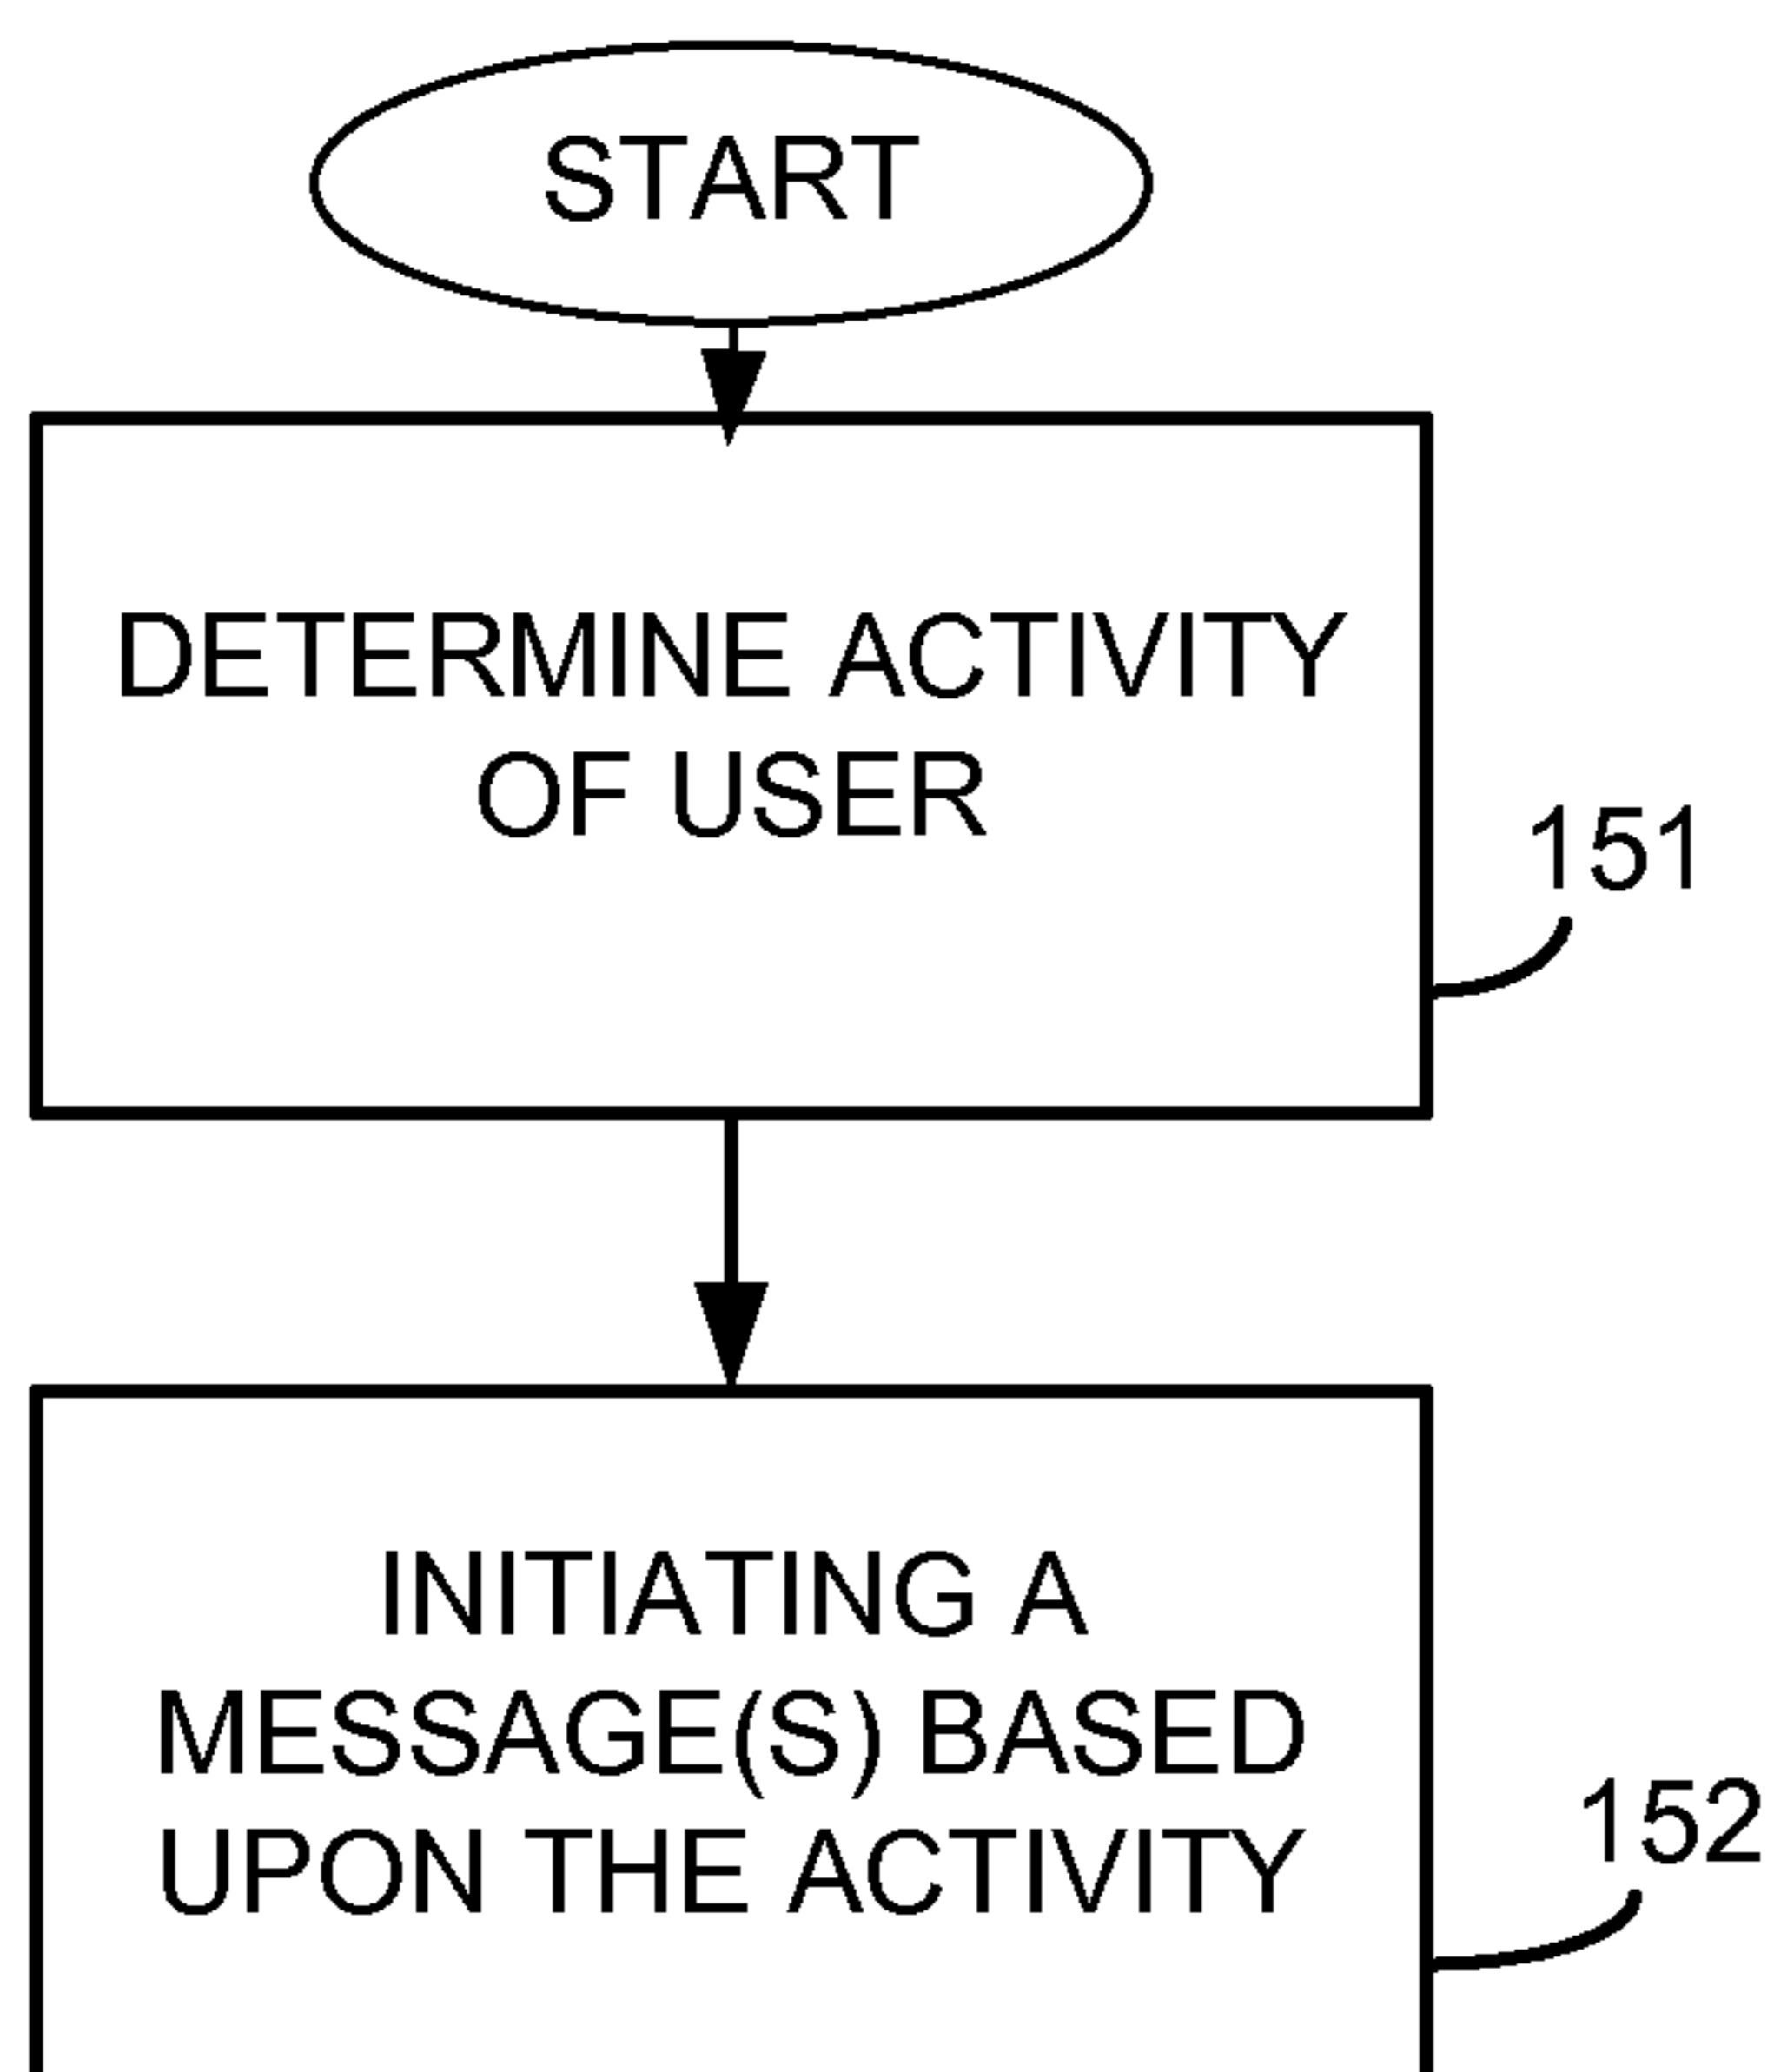 START
DETERMINE ACTIVITY
OF USER
151
INITIATING A
MESSAGE(S) BASED
UPON THE ACTIVITY
152